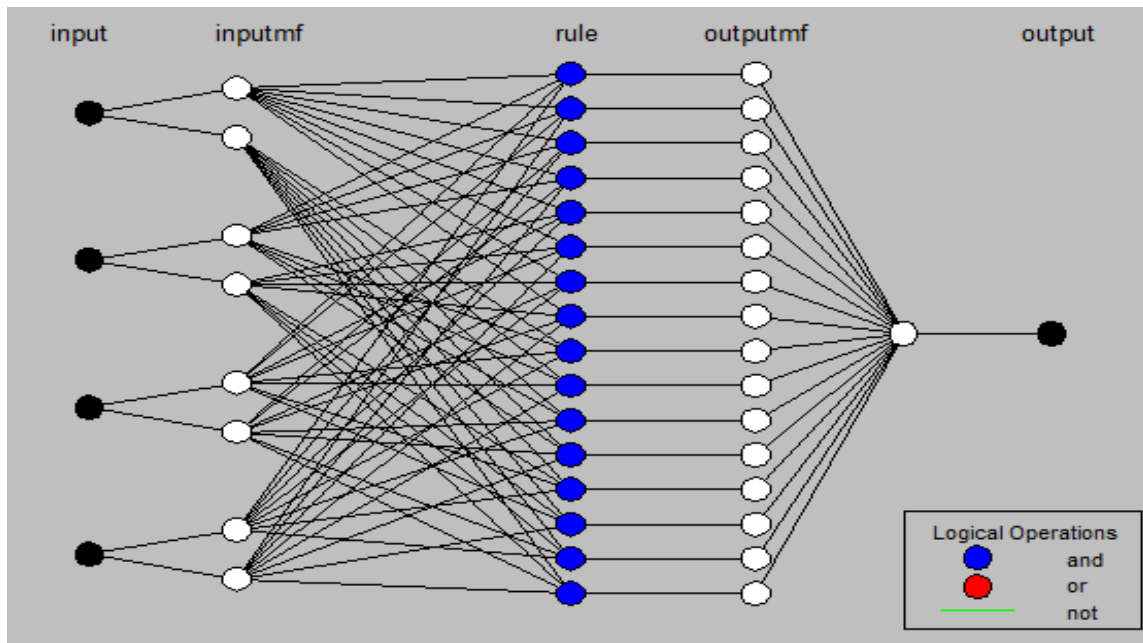 input inputmf rule outputmf output
Logical Operations
and
or
not